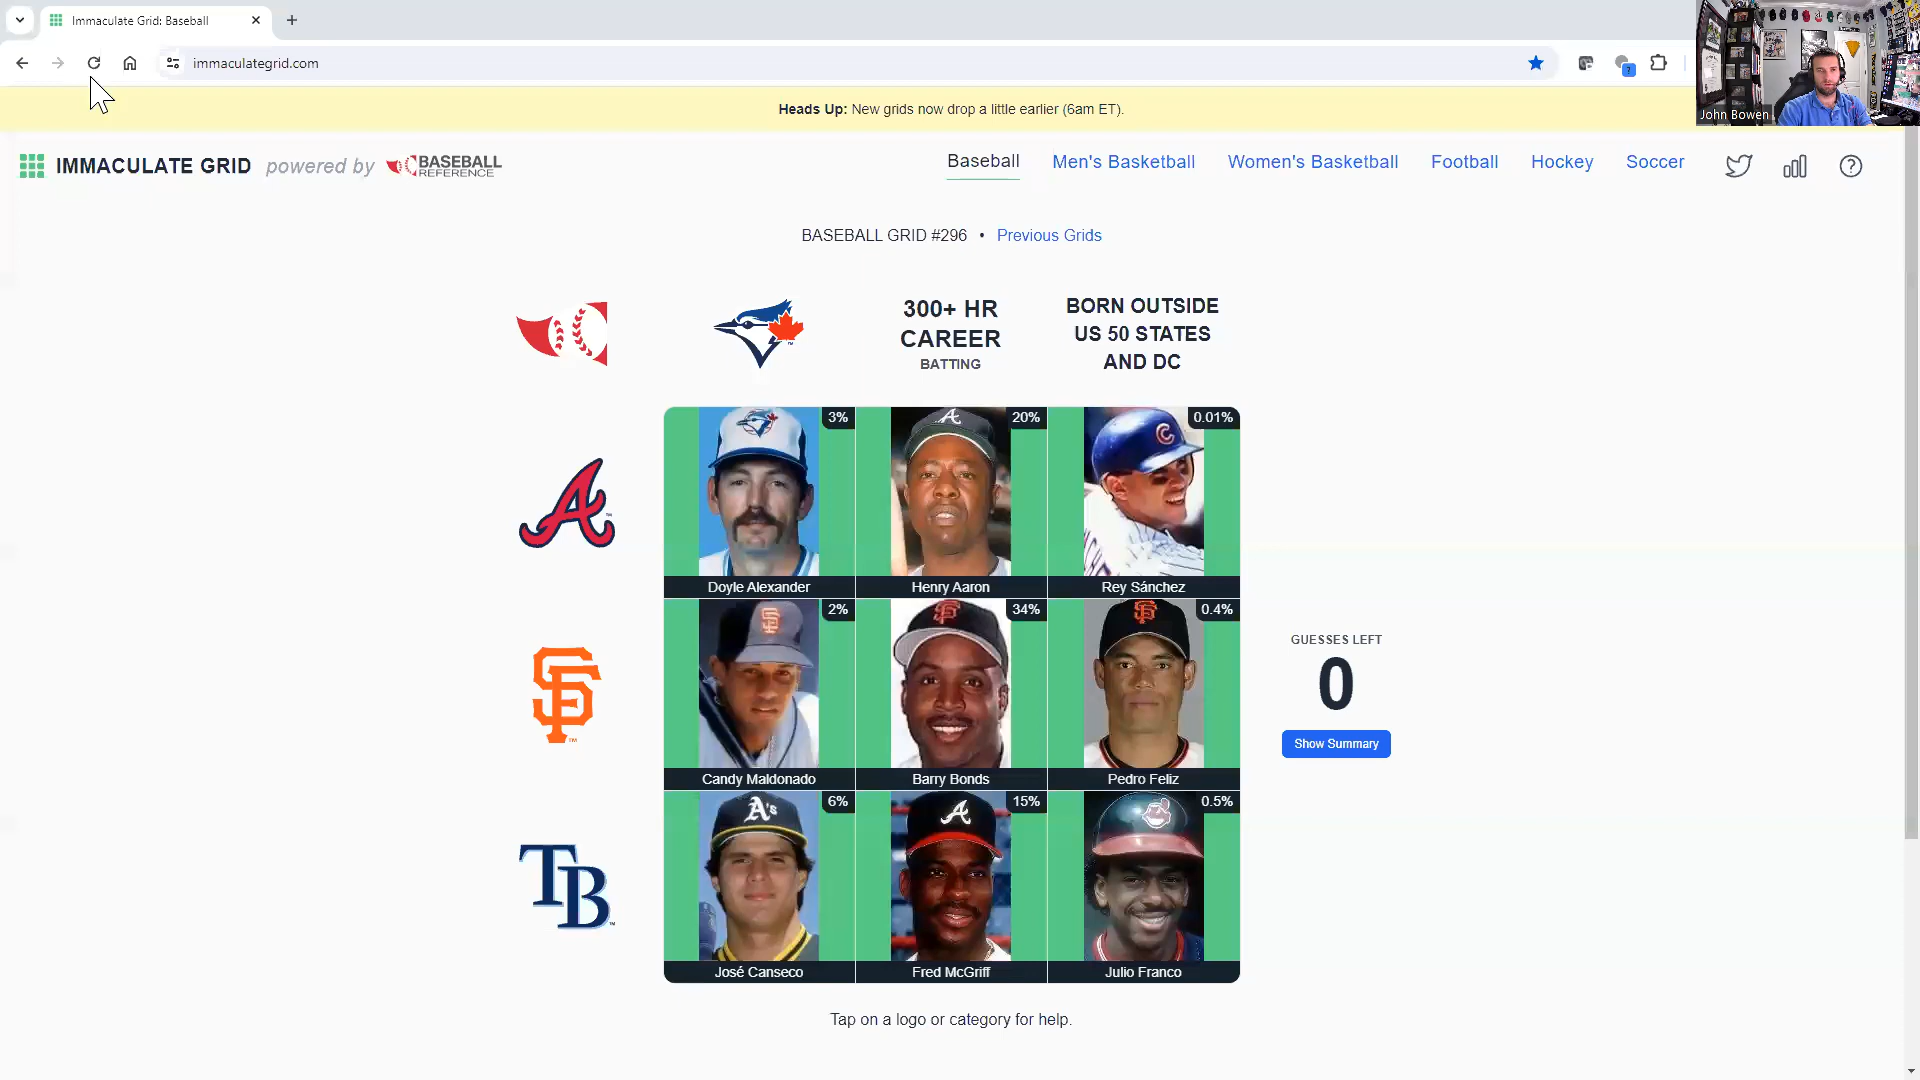 Immaculate Grid: Baseball
immaculategrid.com
John Bowen
Heads Up: New grids now drop a little earlier (6am ET).
IMMACULATE GRID powered by BASEBALL REFERENCE
Baseball Men's Basketball Women's Basketball Football Hockey Soccer
BASEBALL GRID #296 • Previous Grids
300+ HR
CAREER
BATTING
BORN OUTSIDE
US 50 STATES
AND DC
3% 20% 0.01%
Doyle Alexander Henry Aaron Rey Sánchez
2% 34% 0.4%
Candy Maldonado Barry Bonds Pedro Feliz
6% 15% 0.5%
José Canseco Fred McGriff Julio Franco
GUESSES LEFT
0
Show Summary
Tap on a logo or category for help.